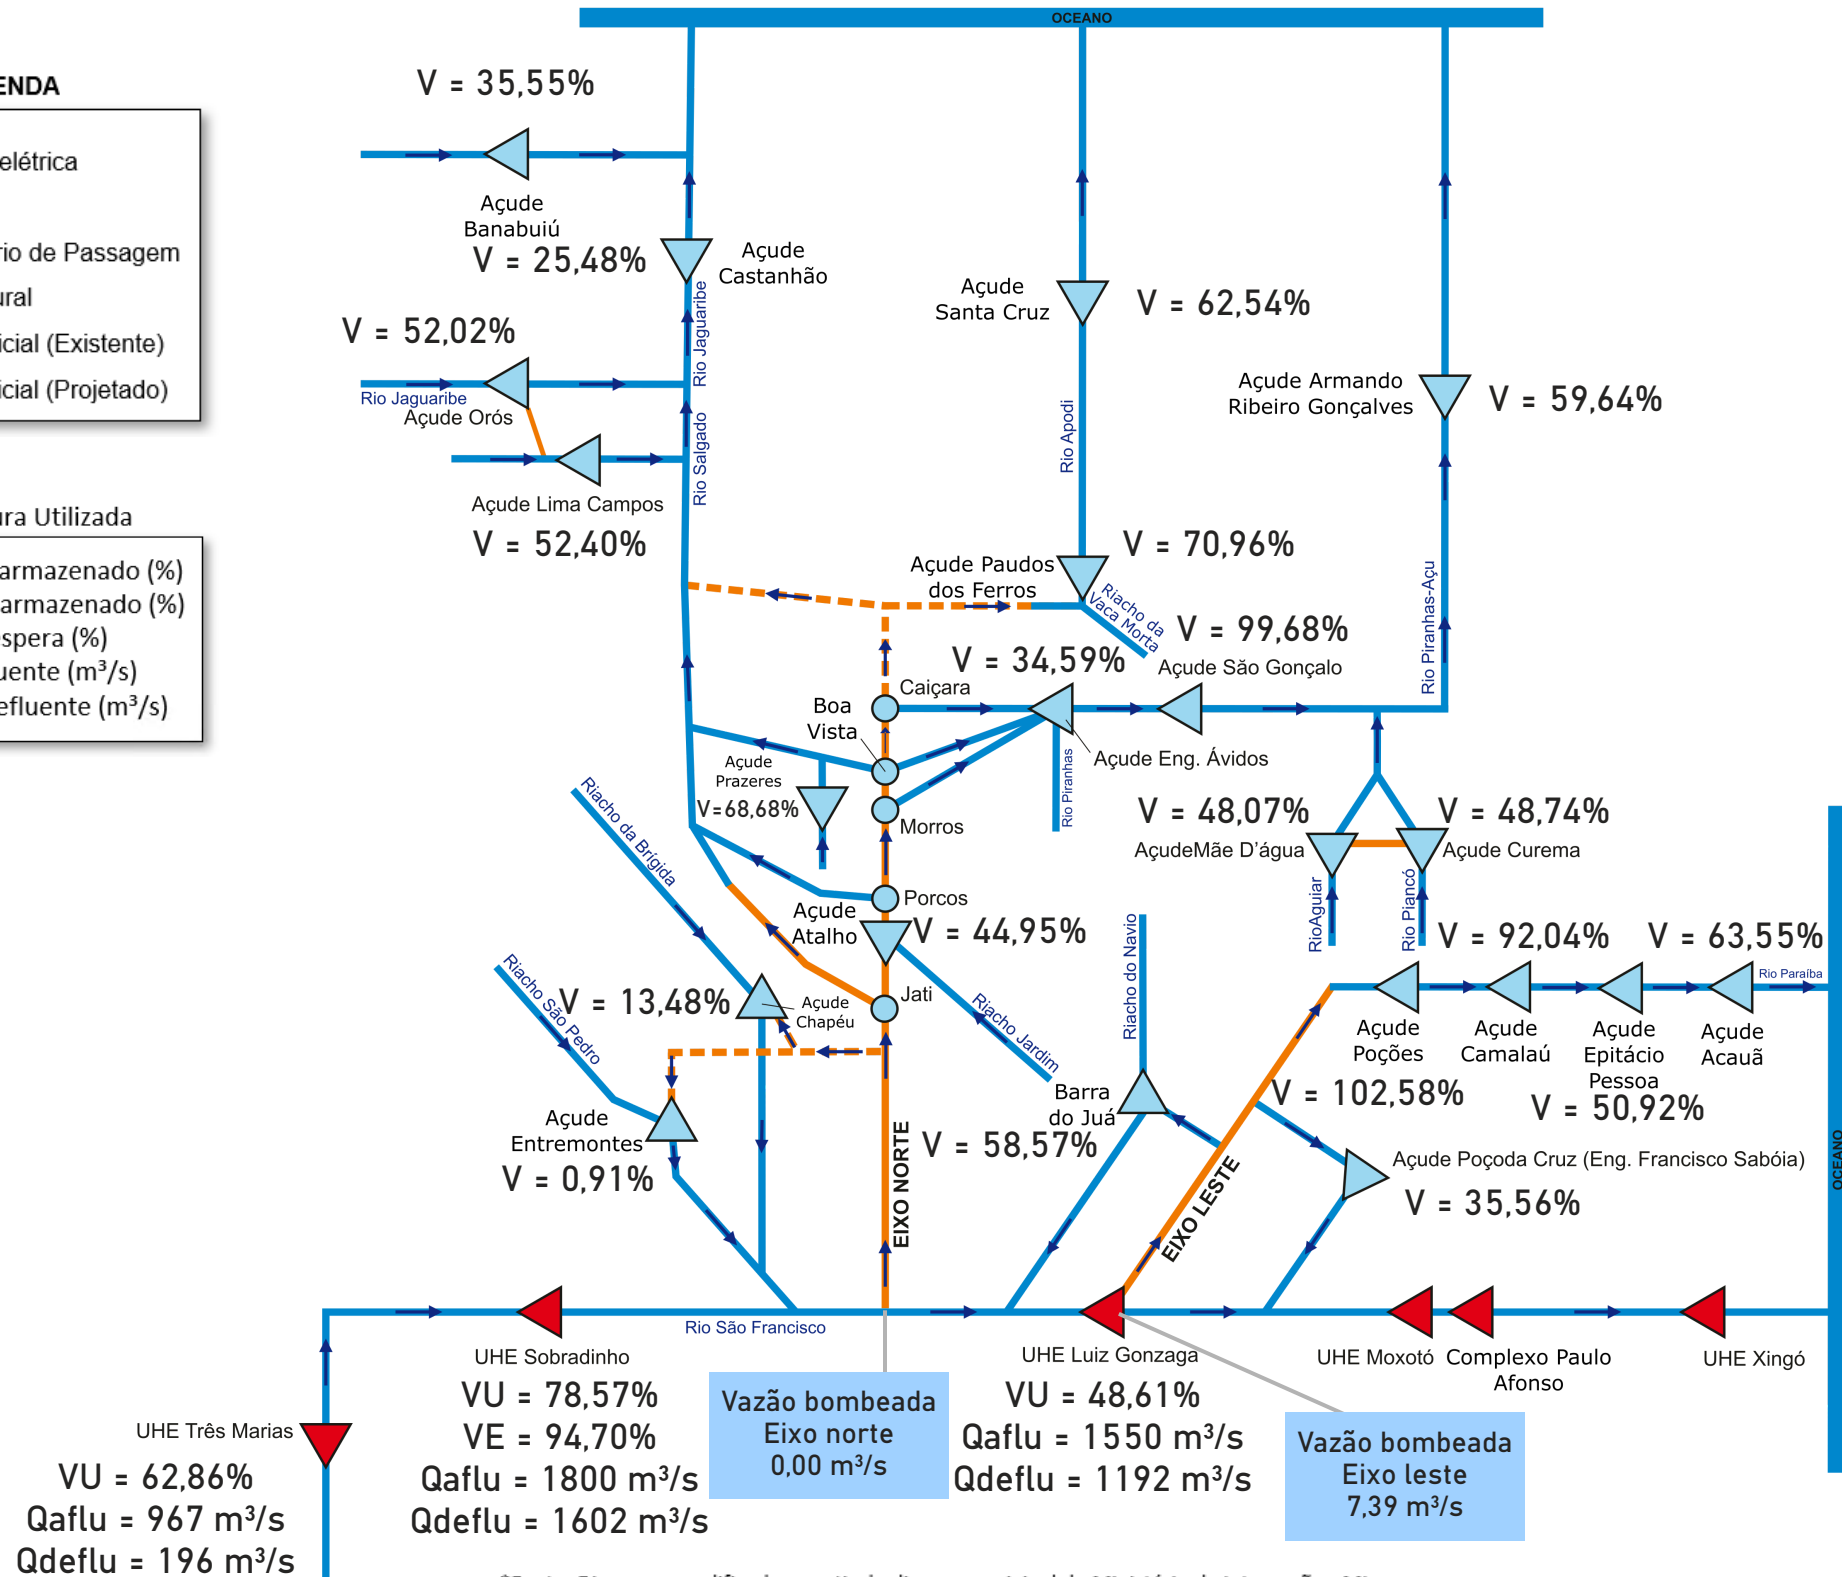 OCEANO
ENDA
elétrica
rio de Passagem
ural
icial (Existente)
icial (Projetado)
ura Utilizada
armazenado (%)
armazenado (%)
espera (%)
uente (m³/s)
efluente (m³/s)
V = 35,55%
Açude
Banabuiú
V = 25,48%
Açude
Castanhão
Rio Jaguaribe
V = 52,02%
Rio Jaguaribe
Açude Orós
Rio Salgado
Açude Lima Campos
V = 52,40%
Açude
Santa Cruz
V = 62,54%
Rio Apodi
Açude Armando
Ribeiro Gonçalves
V = 59,64%
Açude Paudos
dos Ferros
V = 70,96%
Riacho da
Vaca Morta
V = 99,68%
Açude São Gonçalo
Rio Piranhas-Açu
V = 34,59%
Caiçara
Boa
Vista
Açude Eng. Ávidos
Rio Piranhas
Açude
Prazeres
V=68,68%
Morros
Riacho da Brígida
V = 48,07%
AçudeMãe D'água
V = 48,74%
Açude Curema
RioAguiar
Rio Piancó
Porcos
Açude
Atalho
V = 44,95%
Riacho do Navio
V = 92,04%
V = 63,55%
Rio Paraíba
Riacho São Pedro
V = 13,48%
Açude
Chapéu
Jati
Riacho Jardim
Açude
Poções
Açude
Camalaú
Açude
Epitácio
Pessoa
Açude
Acauã
V = 102,58%
V = 50,92%
Barra
do Juá
V = 58,57%
Açude
Entremontes
V = 0,91%
EIXO NORTE
EIXO LESTE
Açude Poçoda Cruz (Eng. Francisco Sabóia)
V = 35,56%
OCEANO
Rio São Francisco
UHE Sobradinho
VU = 78,57%
VE = 94,70%
Qaflu = 1800 m³/s
Qdeflu = 1602 m³/s
Vazão bombeada
Eixo norte
0,00 m³/s
UHE Luiz Gonzaga
VU = 48,61%
Qaflu = 1550 m³/s
Qdeflu = 1192 m³/s
Vazão bombeada
Eixo leste
7,39 m³/s
UHE Moxotó
Complexo Paulo
Afonso
UHE Xingó
UHE Três Marias
VU = 62,86%
Qaflu = 967 m³/s
Qdeflu = 196 m³/s